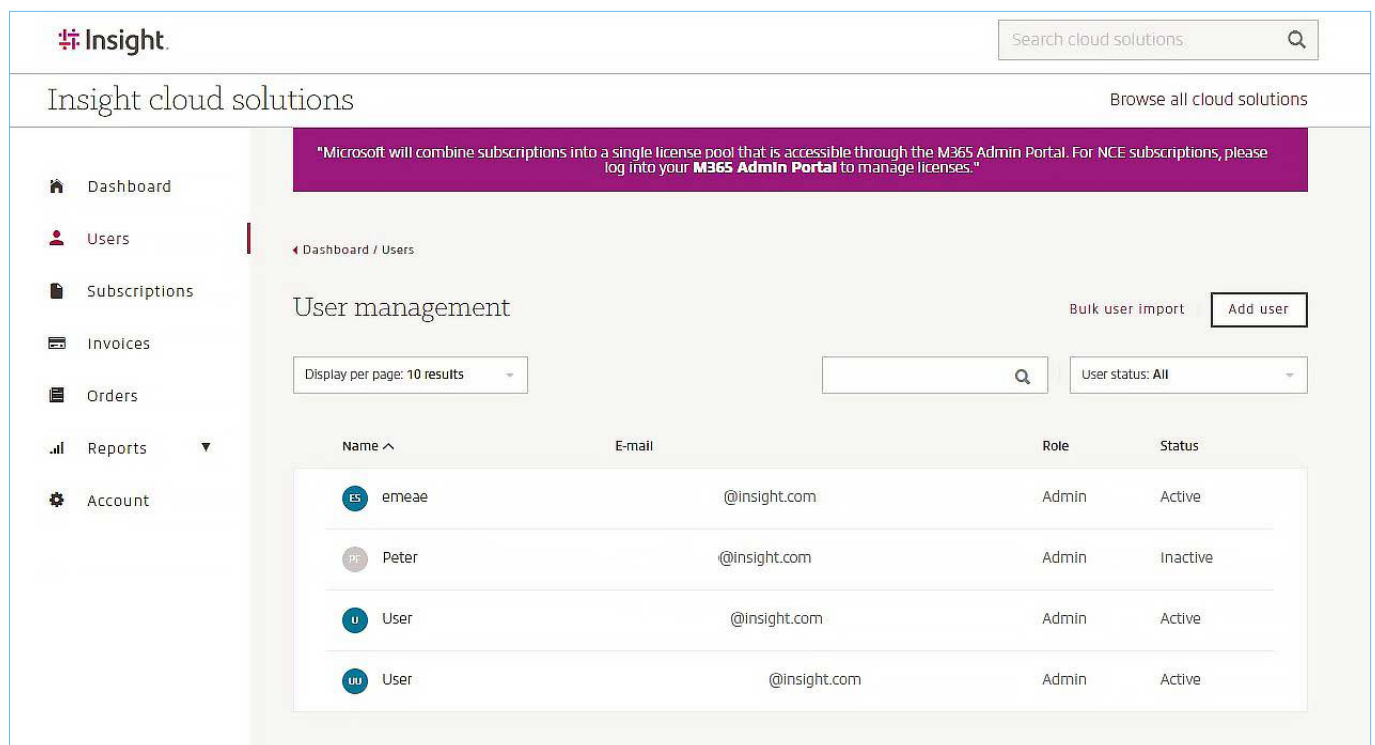 Insight.
Search cloud solutions
Insight cloud solutions
Browse all cloud solutions
"Microsoft will combine subscriptions into a single license pool that is accessible through the M365 Admin Portal. For NCE subscriptions, please
log into your M365 Admin Portal to manage licenses."
Dashboard
Users
Subscriptions
Invoices
Orders
Reports
Account
Dashboard / Users
User management
Bulk user import
Add user
Display per page: 10 results
User status: All
Name E-mail Role Status
ES emeae @insight.com Admin Active
PF Peter @insight.com Admin Inactive
U User @insight.com Admin Active
UU User @insight.com Admin Active